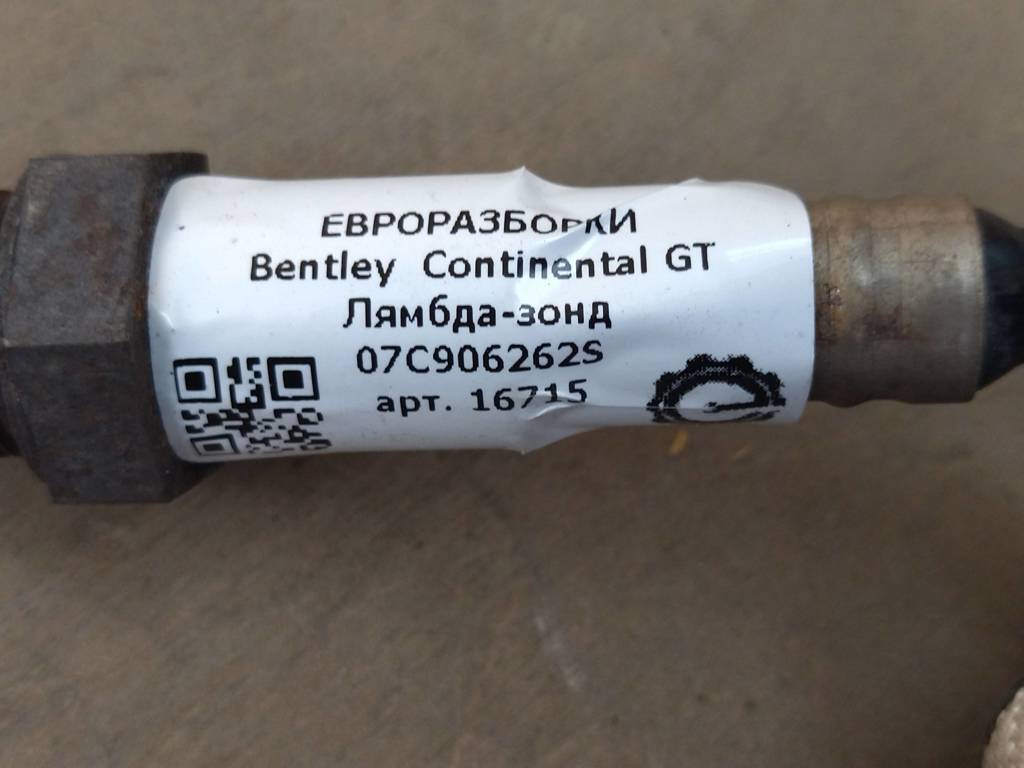 ЕВРОРАЗБОРКИ
Bentley Continental GT
Лямбда-зонд
07C906262S
арт. 16715